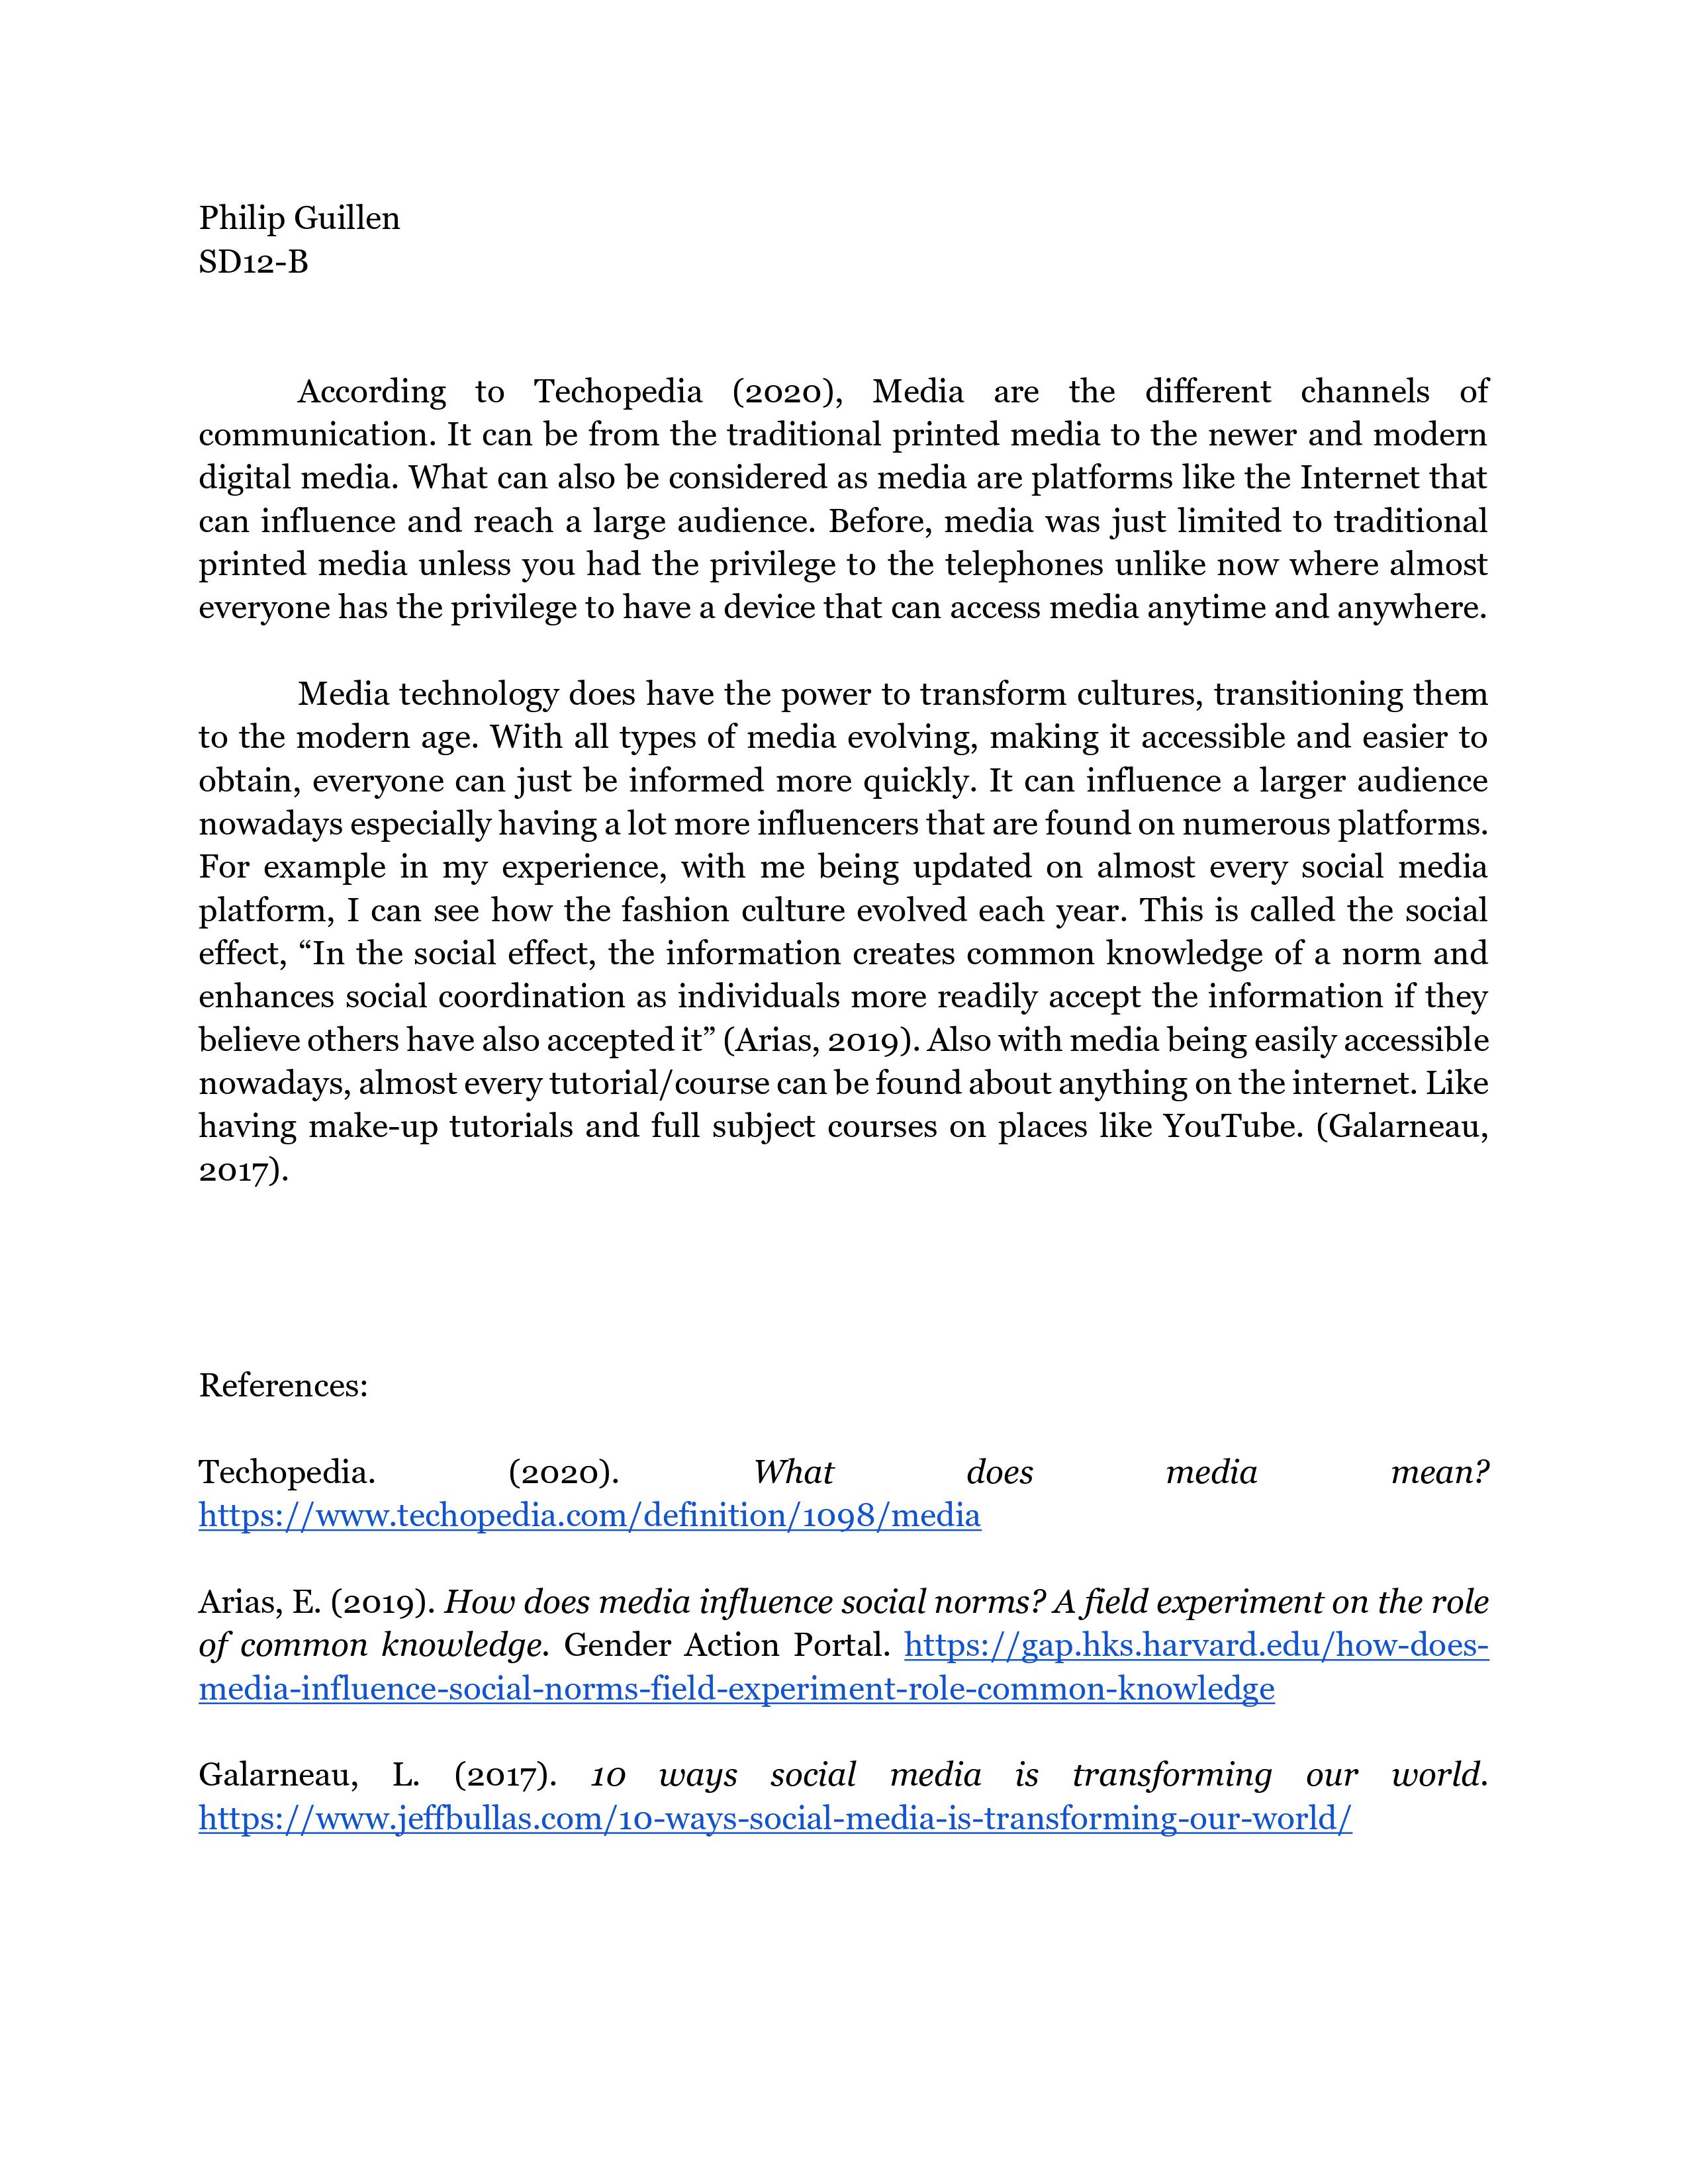 Philip Guillen
SD12-B
According to Techopedia (2020), Media are the different channels of
communication. It can be from the traditional printed media to the newer and modern
digital media. What can also be considered as media are platforms like the Internet that
can influence and reach a large audience. Before, media was just limited to traditional
printed media unless you had the privilege to the telephones unlike now where almost
everyone has the privilege to have a device that can access media anytime and anywhere.
Media technology does have the power to transform cultures, transitioning them
to the modern age. With all types of media evolving, making it accessible and easier to
obtain, everyone can just be informed more quickly. It can influence a larger audience
nowadays especially having a lot more influencers that are found on numerous platforms.
For example in my experience, with me being updated on almost every social media
platform, I can see how the fashion culture evolved each year. This is called the social
effect, “In the social effect, the information creates common knowledge of a norm and
enhances social coordination as individuals more readily accept the information if they
believe others have also accepted it” (Arias, 2019). Also with media being easily accessible
nowadays, almost every tutorial/course can be found about anything on the internet. Like
having make-up tutorials and full subject courses on places like YouTube. (Galarneau,
2017).
References:
Techopedia. (2020). What does media mean?
https://www.techopedia.com/definition/1098/media
Arias, E. (2019). How does media influence social norms? A field experiment on the role
of common knowledge. Gender Action Portal. https://gap.hks.harvard.edu/how-does-
media-influence-social-norms-field-experiment-role-common-knowledge
Galarneau, L. (2017). 10 ways social media is transforming our world.
https://www.jeffbullas.com/10-ways-social-media-is-transforming-our-world/